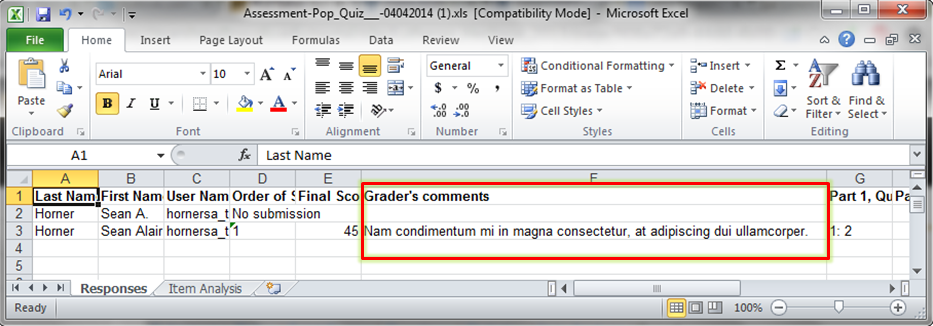 Assessment-Pop_Quiz___-04042014 (1).xls [Compatibility Mode] - Microsoft Excel
File Home Insert Page Layout Formulas Data Review View
Paste
Arial 10
B I U
General
$ % ,
Conditional Formatting
Format as Table
Cell Styles
Insert
Delete
Format
Sort & Filter
Find & Select
Clipboard Font Alignment Number Styles Cells Editing
A1 fx Last Name
A B C D E F G
1 Last Nam First Name User Nam Order of S Final Sco Grader's comments Part 1, Qu Pa
2 Horner Sean A. hornersa_t No submission
3 Horner Sean Alain hornersa_t 1 45 Nam condimentum mi in magna consectetur, at adipiscing dui ullamcorper. 1: 2
4
5
Responses Item Analysis
Ready 100%